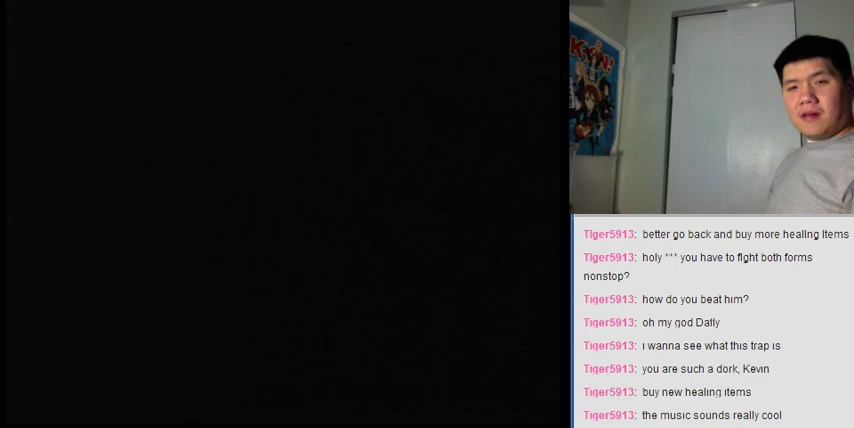 K-ON!
Tiger5913: better go back and buy more healing items
Tiger5913: holy *** you have to fight both forms
nonstop?
Tiger5913: how do you beat him?
Tiger5913: oh my god Dafly
Tiger5913: i wanna see what this trap is
Tiger5913: you are such a dork, Kevin
Tiger5913: buy new healing items
Tiger5913: the music sounds really cool